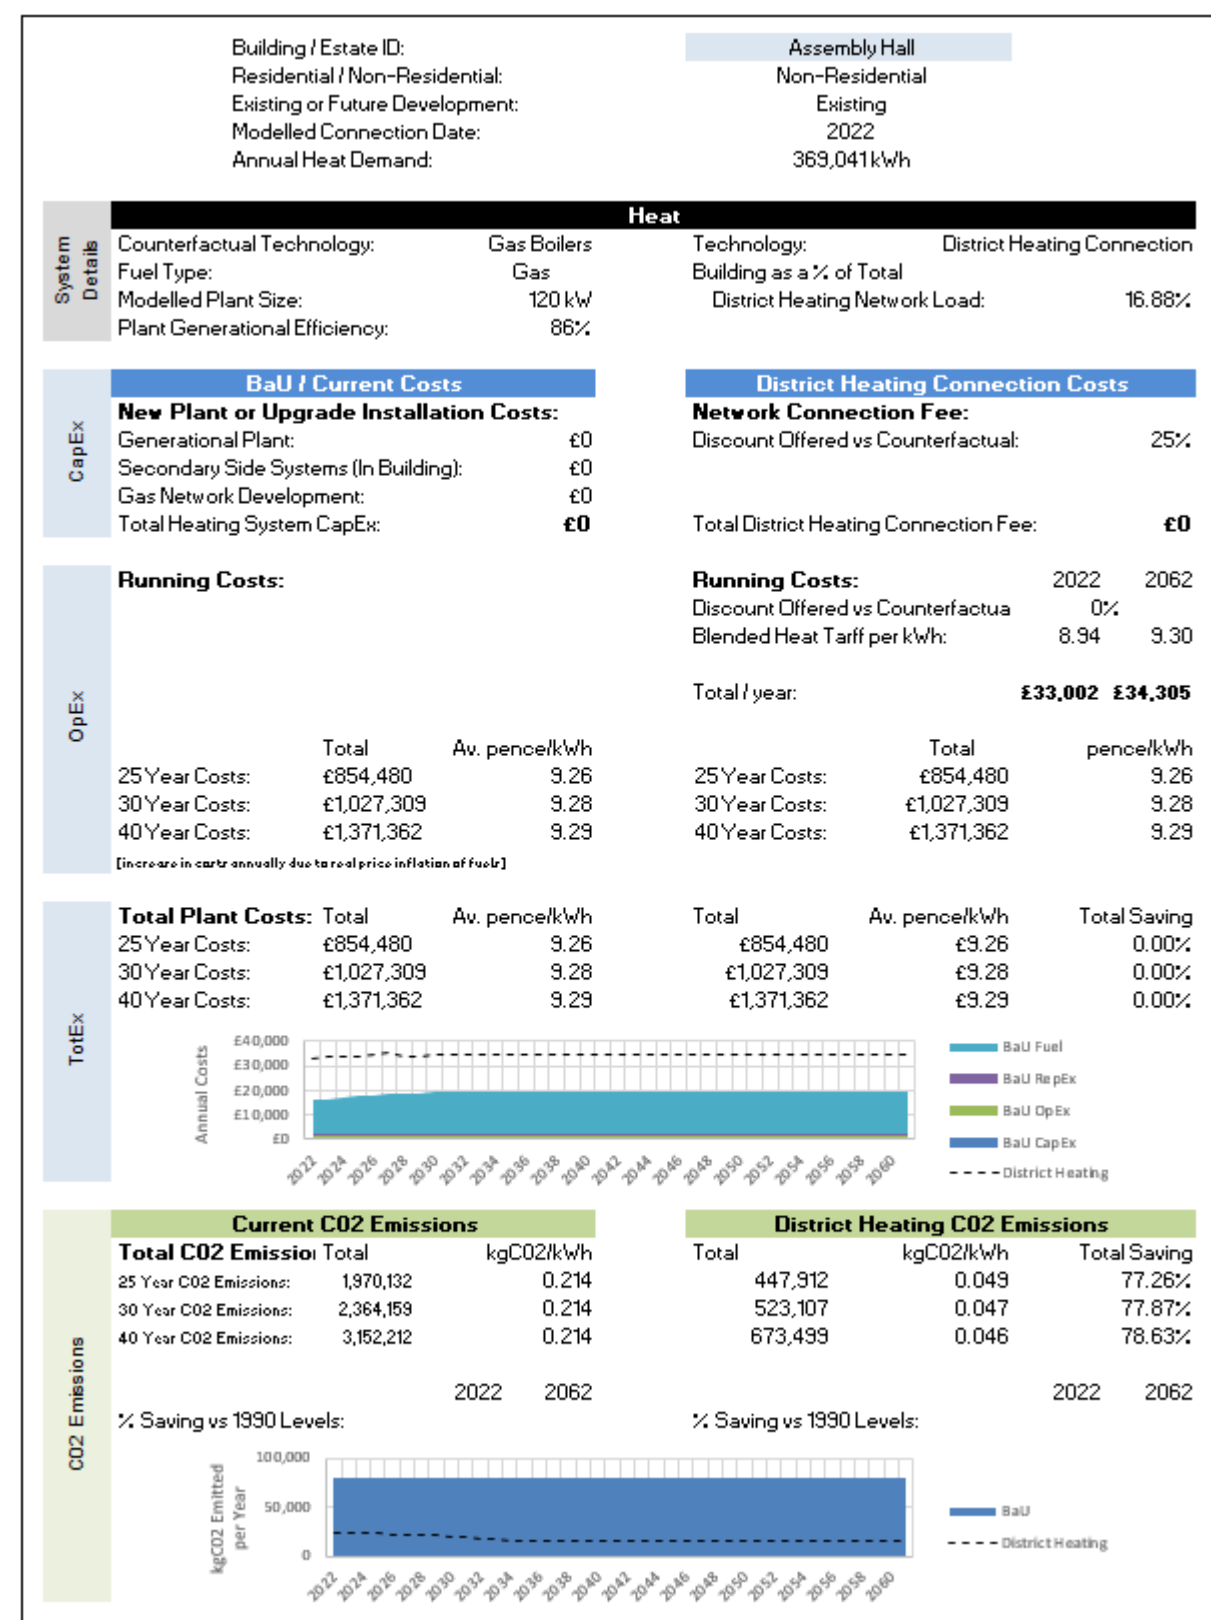 Building / Estate ID: Assembly Hall
Residential / Non-Residential: Non-Residential
Existing or Future Development: Existing
Modelled Connection Date: 2022
Annual Heat Demand: 369,041kWh
System Details
Heat
Counterfactual Technology: Gas Boilers Technology: District Heating Connection
Fuel Type: Gas Building as a % of Total
Modelled Plant Size: 120 kW District Heating Network Load: 16.88%
Plant Generational Efficiency: 86%
CapEx
BaU / Current Costs District Heating Connection Costs
New Plant or Upgrade Installation Costs: Network Connection Fee:
Generational Plant: £0 Discount Offered vs Counterfactual: 25%
Secondary Side Systems (In Building): £0
Gas Network Development: £0
Total Heating System CapEx: £0 Total District Heating Connection Fee: £0
OpEx
Running Costs: Running Costs: 2022 2062
Discount Offered vs Counterfactua 0%
Blended Heat Tarff per kWh: 8.94 9.30
Total / year: £33,002 £34,305
Total Av. pence/kWh Total pence/kWh
25 Year Costs: £854,480 9.26 25 Year Costs: £854,480 9.26
30 Year Costs: £1,027,309 9.28 30 Year Costs: £1,027,309 9.28
40 Year Costs: £1,371,362 9.29 40 Year Costs: £1,371,362 9.29
[increase in costs annually due to real price inflation of fuels]
TotEx
Total Plant Costs: Total Av. pence/kWh Total Av. pence/kWh Total Saving
25 Year Costs: £854,480 9.26 £854,480 £9.26 0.00%
30 Year Costs: £1,027,309 9.28 £1,027,309 £9.28 0.00%
40 Year Costs: £1,371,362 9.29 £1,371,362 £9.29 0.00%
Annual Costs
£40,000
£30,000
£20,000
£10,000
£0
2022 2024 2026 2028 2030 2032 2034 2036 2038 2040 2042 2044 2046 2048 2050 2052 2054 2056 2058 2060
BaU Fuel
BaU RepEx
BaU OpEx
BaU CapEx
District Heating
CO2 Emissions
Current C02 Emissions District Heating C02 Emissions
Total C02 Emissio Total kgC02/kWh Total kgC02/kWh Total Saving
25 Year C02 Emissions: 1,970,132 0.214 447,912 0.049 77.26%
30 Year C02 Emissions: 2,364,159 0.214 523,107 0.047 77.87%
40 Year C02 Emissions: 3,152,212 0.214 673,499 0.046 78.63%
2022 2062 2022 2062
% Saving vs 1990 Levels: % Saving vs 1990 Levels:
kgCO2 Emitted per Year
100,000
50,000
0
2022 2024 2026 2028 2030 2032 2034 2036 2038 2040 2042 2044 2046 2048 2050 2052 2054 2056 2058 2060
BaU
District Heating